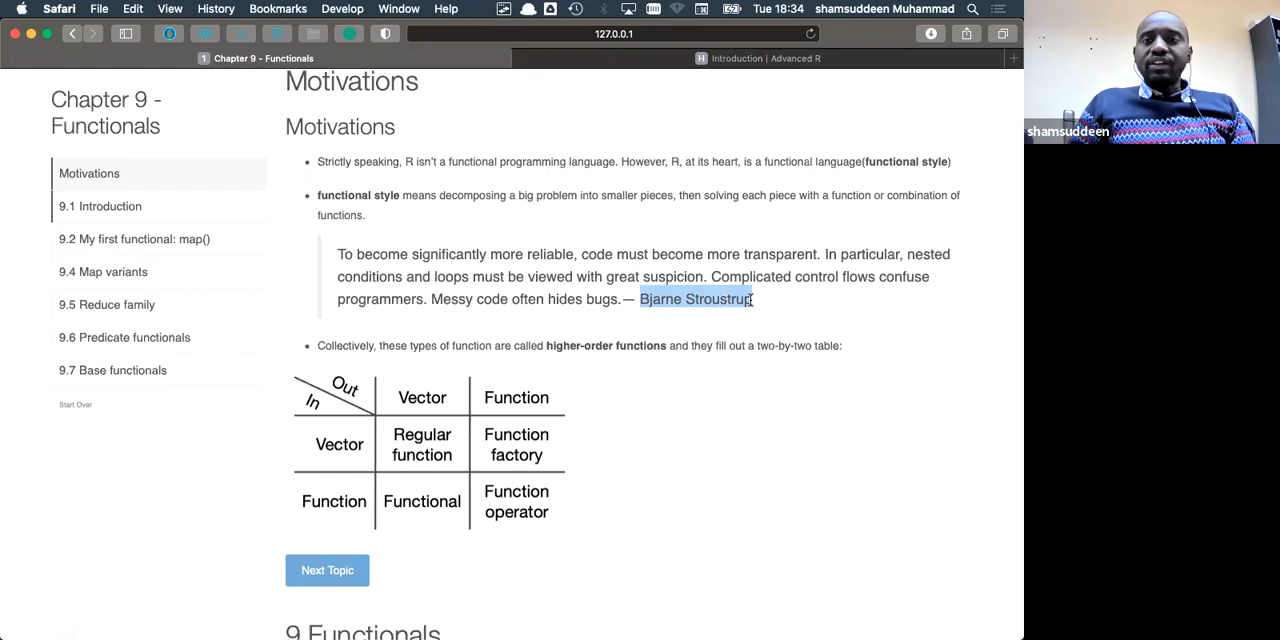 Safari File Edit View History Bookmarks Develop Window Help Tue 18:34 shamsuddeen Muhammad
127.0.0.1
1 Chapter 9 - Functionals
H Introduction | Advanced R
Chapter 9 -
Functionals
Motivations
9.1 Introduction
9.2 My first functional: map()
9.4 Map variants
9.5 Reduce family
9.6 Predicate functionals
9.7 Base functionals
Start Over
Motivations
Motivations
• Strictly speaking, R isn't a functional programming language. However, R, at its heart, is a functional language(functional style)
• functional style means decomposing a big problem into smaller pieces, then solving each piece with a function or combination of
functions.
To become significantly more reliable, code must become more transparent. In particular, nested
conditions and loops must be viewed with great suspicion. Complicated control flows confuse
programmers. Messy code often hides bugs.— Bjarne Stroustrup
• Collectively, these types of function are called higher-order functions and they fill out a two-by-two table:
Out
In
Vector Function
Vector
Regular
function
Function
factory
Function
Functional
Function
operator
Next Topic
9 Functionals
shamsuddeen